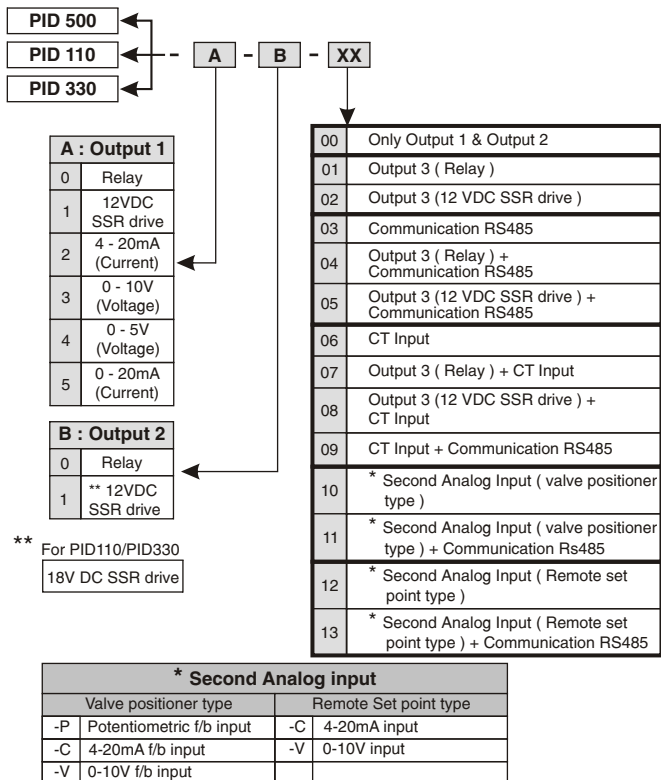 PID 500
PID 110
PID 330
- A - B - XX
A : Output 1
0 Relay
1 12VDC
SSR drive
2 4 - 20mA
(Current)
3 0 - 10V
(Voltage)
4 0 - 5V
(Voltage)
5 0 - 20mA
(Current)
B : Output 2
0 Relay
1 ** 12VDC
SSR drive
** For PID110/PID330
18V DC SSR drive
00 Only Output 1 & Output 2
01 Output 3 ( Relay )
02 Output 3 (12 VDC SSR drive )
03 Communication RS485
04 Output 3 ( Relay ) +
Communication RS485
05 Output 3 (12 VDC SSR drive ) +
Communication RS485
06 CT Input
07 Output 3 ( Relay ) + CT Input
08 Output 3 (12 VDC SSR drive ) +
CT Input
09 CT Input + Communication RS485
10 * Second Analog Input ( valve positioner
type )
11 * Second Analog Input ( valve positioner
type ) + Communication Rs485
12 * Second Analog Input ( Remote set
point type )
13 * Second Analog Input ( Remote set
point type ) + Communication RS485
* Second Analog input
Valve positioner type Remote Set point type
-P Potentiometric f/b input -C 4-20mA input
-C 4-20mA f/b input -V 0-10V input
-V 0-10V f/b input